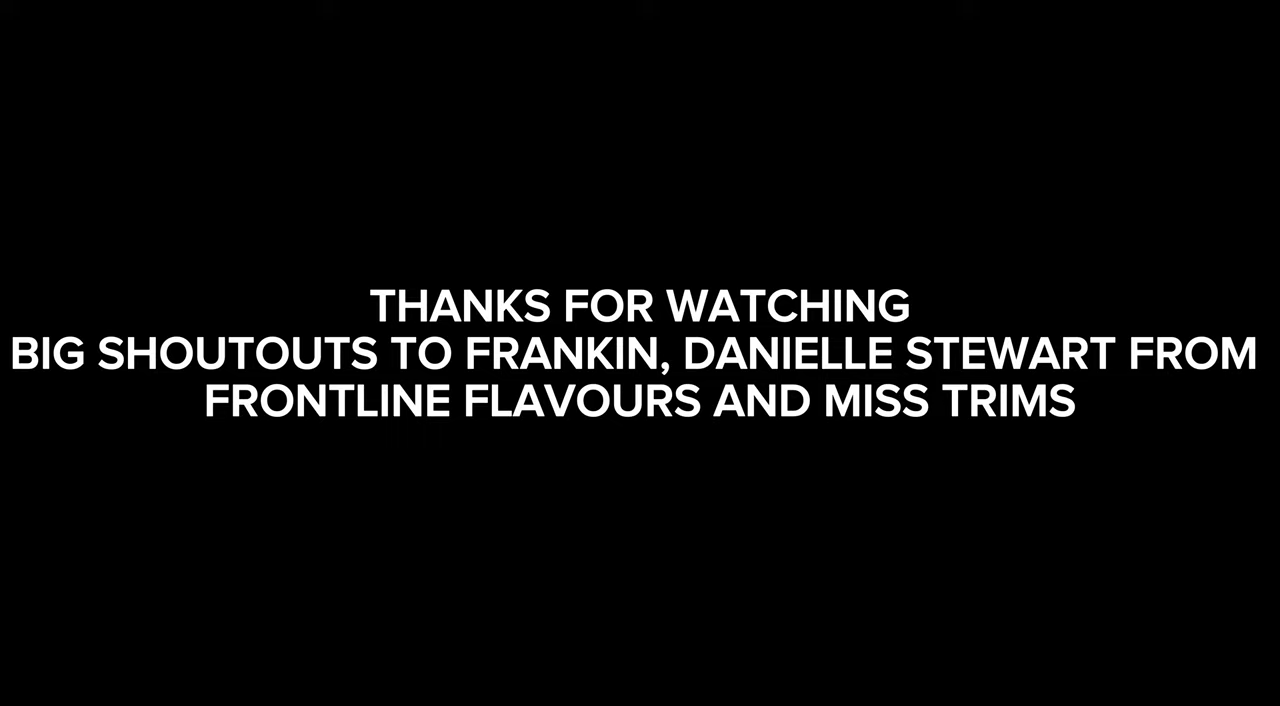 THANKS FOR WATCHING
BIG SHOUTOUTS TO FRANKIN, DANIELLE STEWART FROM
FRONTLINE FLAVOURS AND MISS TRIMS